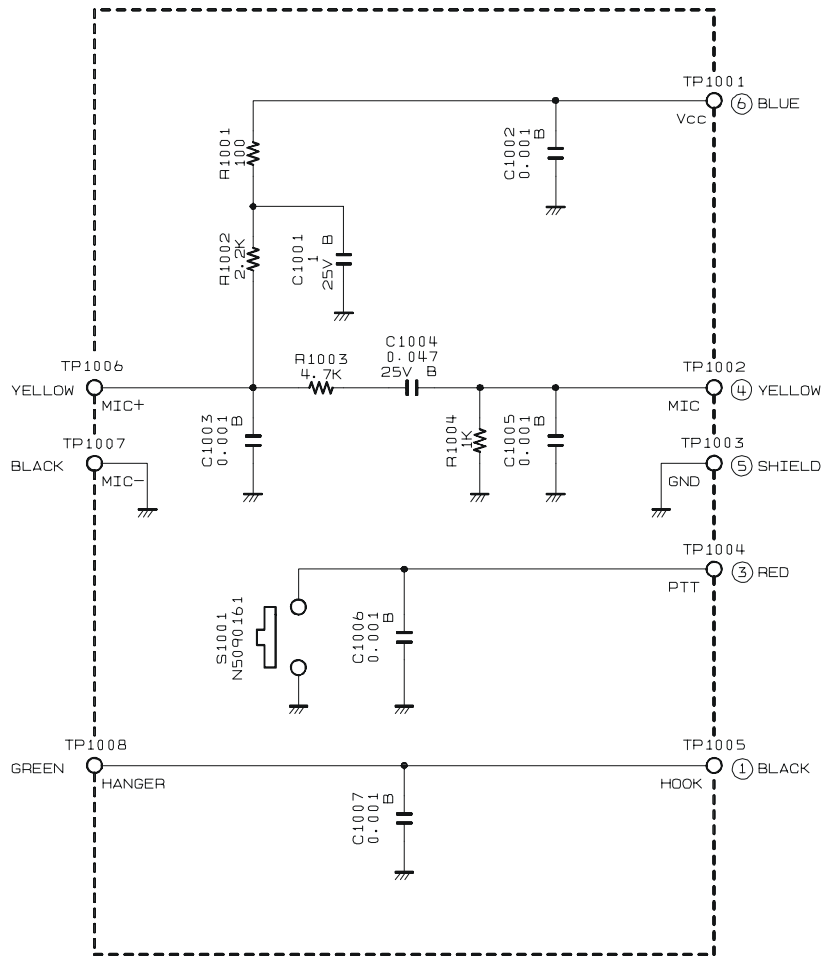 TP1001
Vcc
⑥ BLUE
R1001
100
C1002
0.001
B
R1002
2.2K
C1001
1
25V
B
TP1006
YELLOW
MIC+
R1003
4.7K
C1004
0.047
25V B
TP1002
MIC
④ YELLOW
C1003
0.001
B
R1004
1K
C1005
0.001
B
TP1007
BLACK
MIC-
TP1003
GND
⑤ SHIELD
TP1004
PTT
③ RED
S1001
N5090161
C1006
0.001
B
TP1008
GREEN
HANGER
TP1005
HOOK
① BLACK
C1007
0.001
B